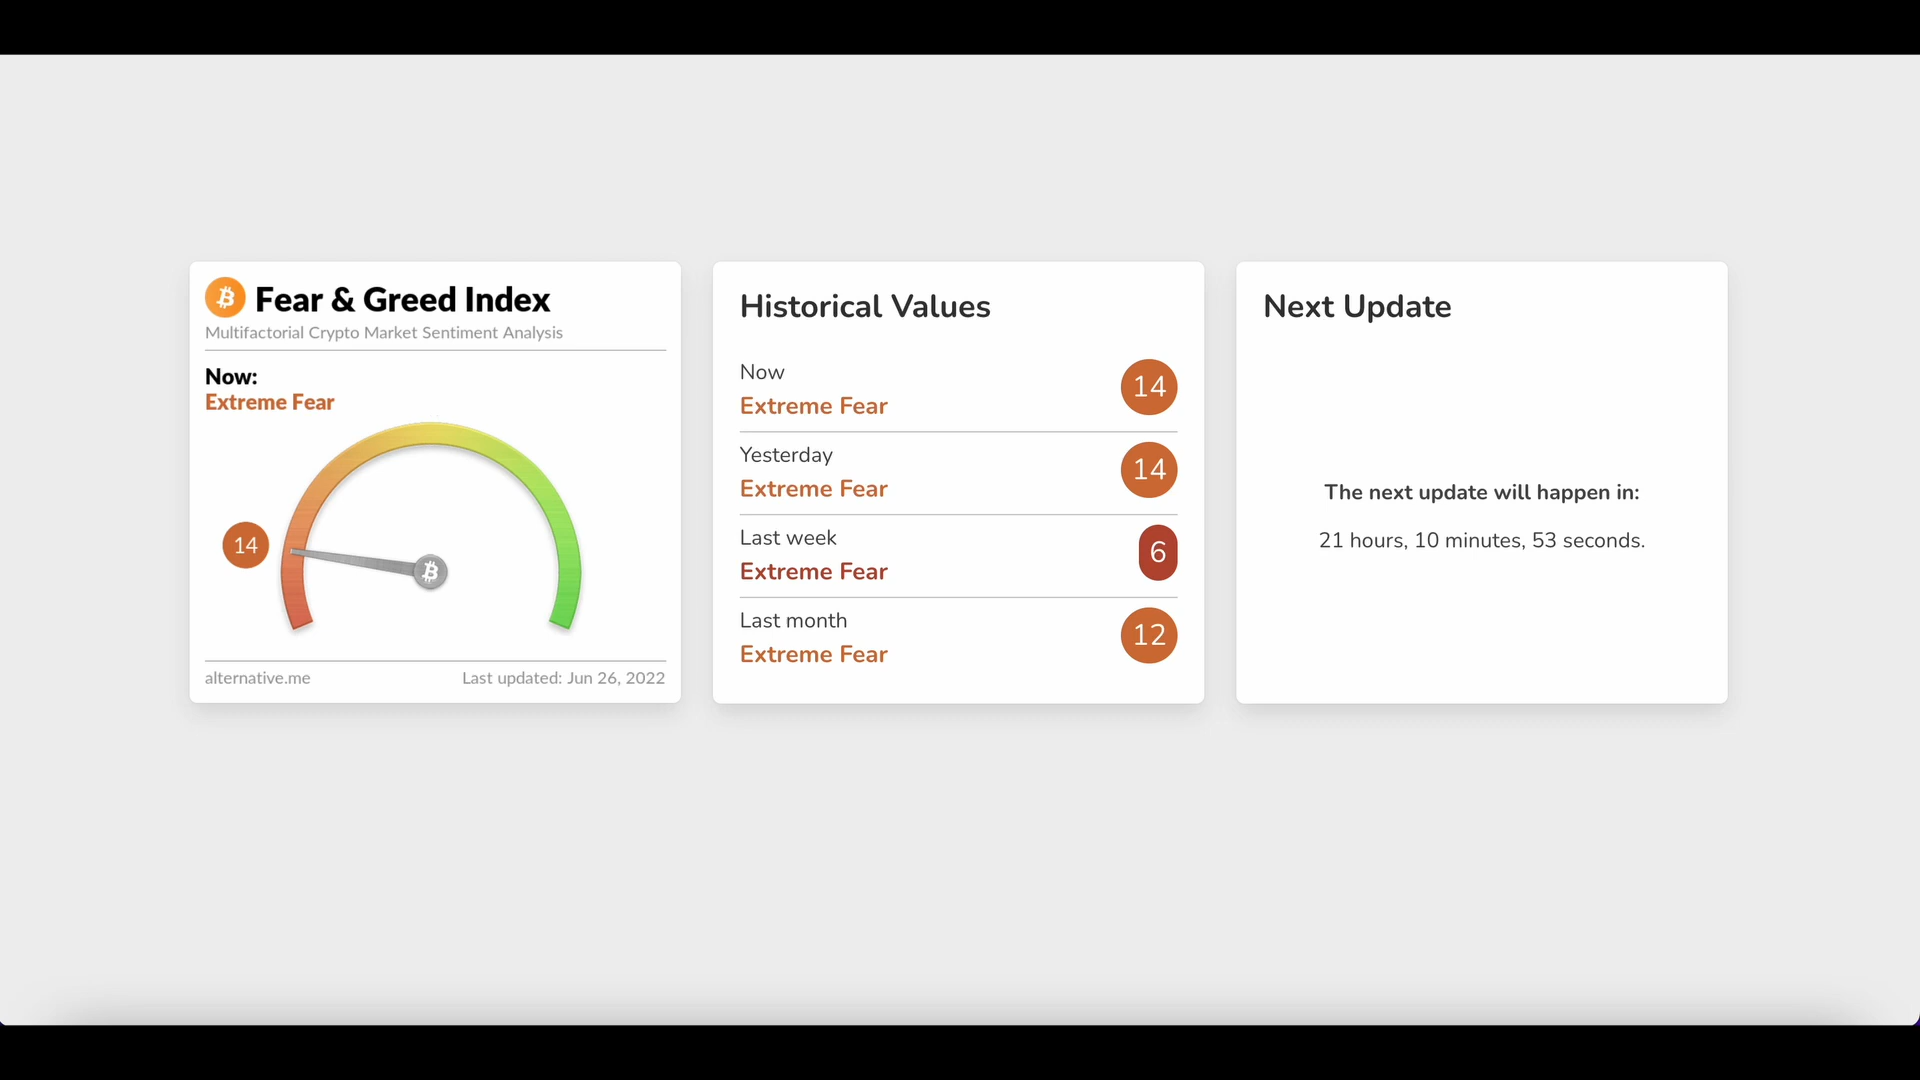 Fear & Greed Index
Multifactorial Crypto Market Sentiment Analysis
Now:
Extreme Fear
14
alternative.me
Last updated: Jun 26, 2022
Historical Values
Now
Extreme Fear
14
Yesterday
Extreme Fear
14
Last week
Extreme Fear
6
Last month
Extreme Fear
12
Next Update
The next update will happen in:
21 hours, 10 minutes, 53 seconds.